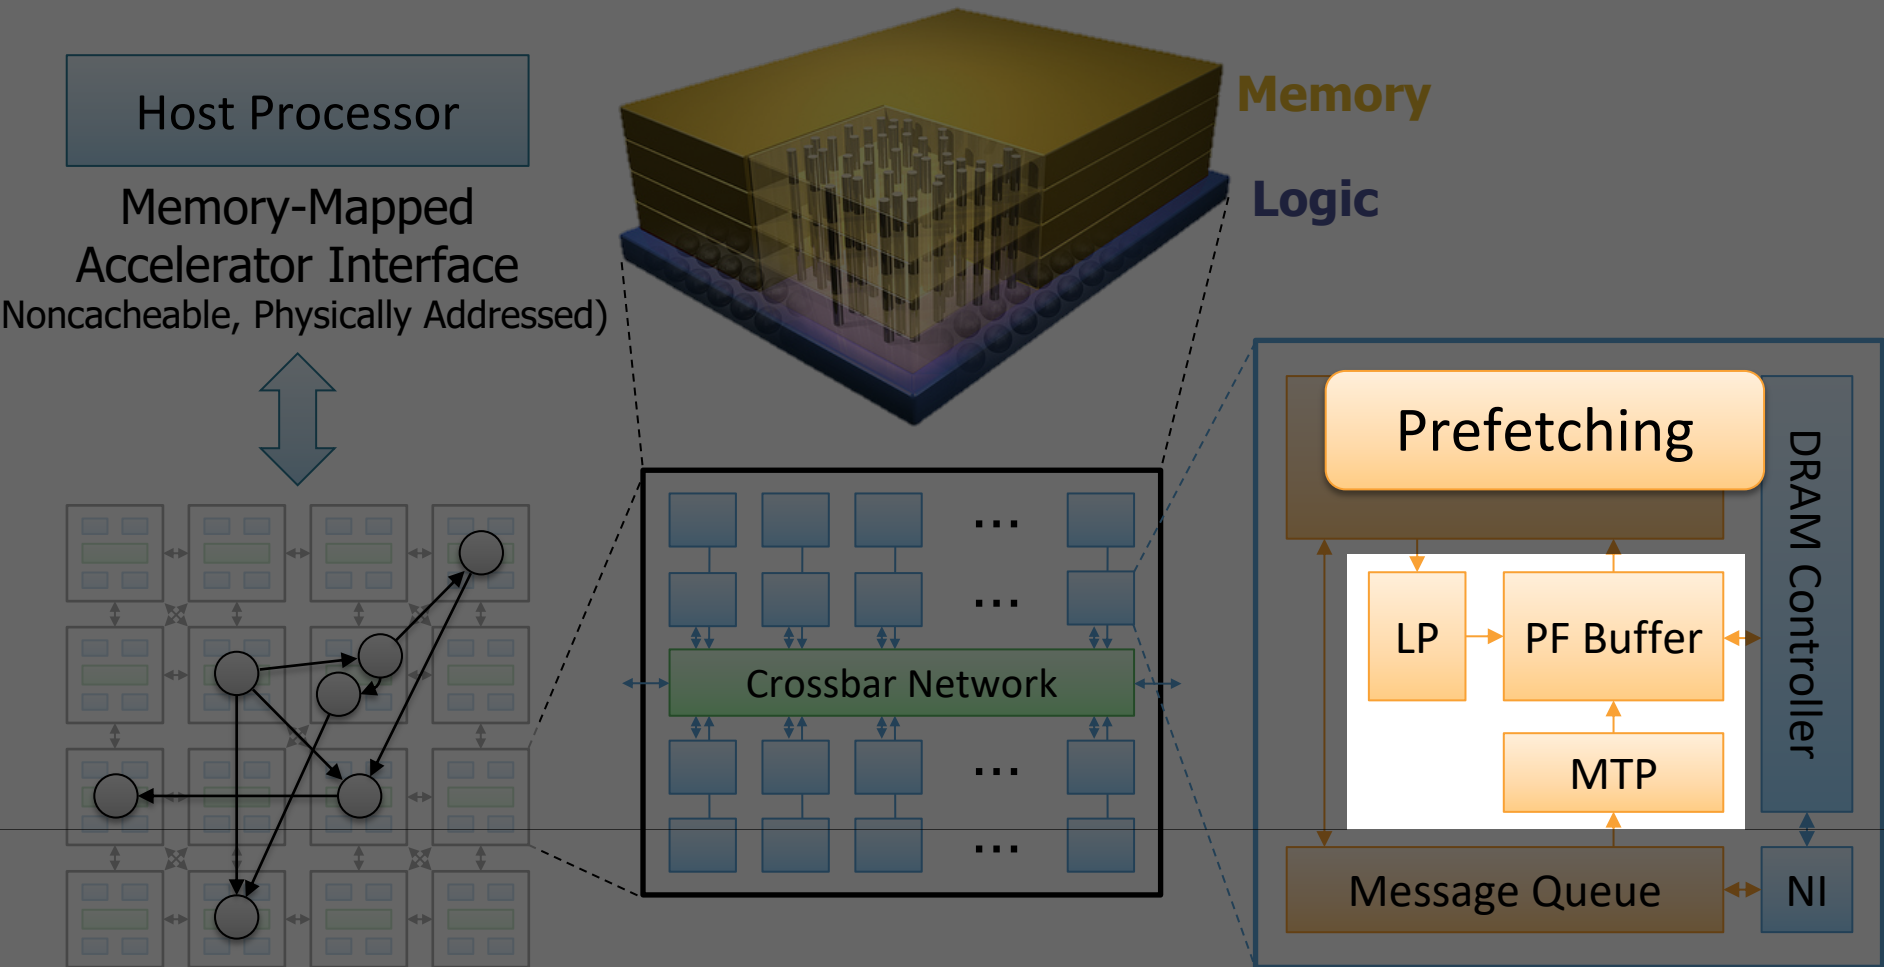 Host Processor
Memory-Mapped
Accelerator Interface
Noncacheable, Physically Addressed)
Memory
Logic
Crossbar Network
...
...
...
...
Prefetching
LP
PF Buffer
MTP
Message Queue
DRAM Controller
NI